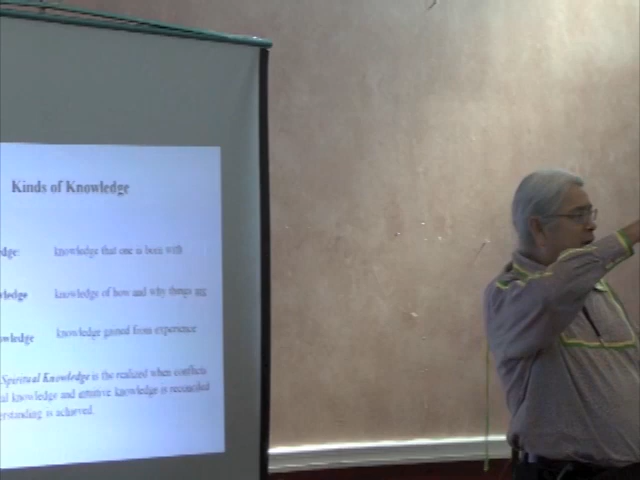 Kinds of Knowledge
edge: knowledge that one is born with
wledge knowledge of how and why things are
owledge knowledge gained from experience
Spiritual Knowledge is the realized when conflicts
al knowledge and intuitive knowledge is reconciled
erstanding is achieved.